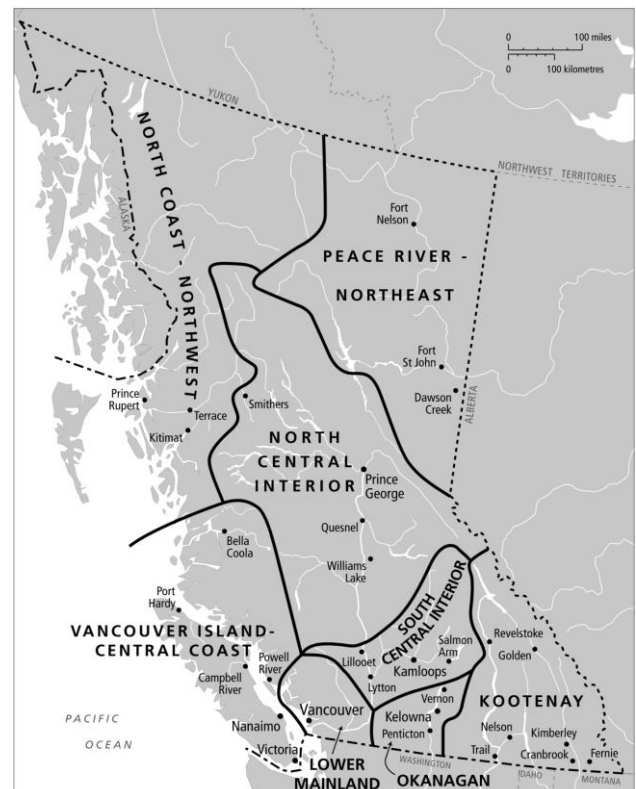 0 100 miles
0 100 kilometres
YUKON
NORTHWEST TERRITORIES
ALASKA
NORTH COAST - NORTHWEST
Fort
Nelson
PEACE RIVER -
NORTHEAST
Fort
St John
Dawson
Creek
ALBERTA
Prince
Rupert
Terrace
Kitimat
Smithers
NORTH
CENTRAL
INTERIOR
Prince
George
Quesnel
Williams
Lake
Bella
Coola
Port
Hardy
VANCOUVER ISLAND-
CENTRAL COAST
Campbell
River
Powell
River
Nanaimo
Victoria
Vancouver
PACIFIC
OCEAN
LOWER
MAINLAND
SOUTH
CENTRAL INTERIOR
Lillooet
Lytton
Kamloops
Salmon
Arm
Vernon
Kelowna
Penticton
OKANAGAN
Revelstoke
Golden
KOOTENAY
Nelson
Trail
Kimberley
Cranbrook
Fernie
WASHINGTON
IDAHO
MONTANA